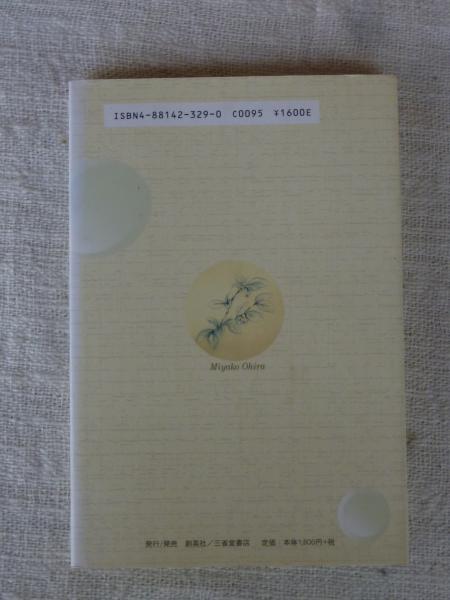 ISBN4-88142-329-0 C0095 ¥1600E
Miyako Ohira
発行/発売 創英社/三省堂書店 定価：本体1,600円+税